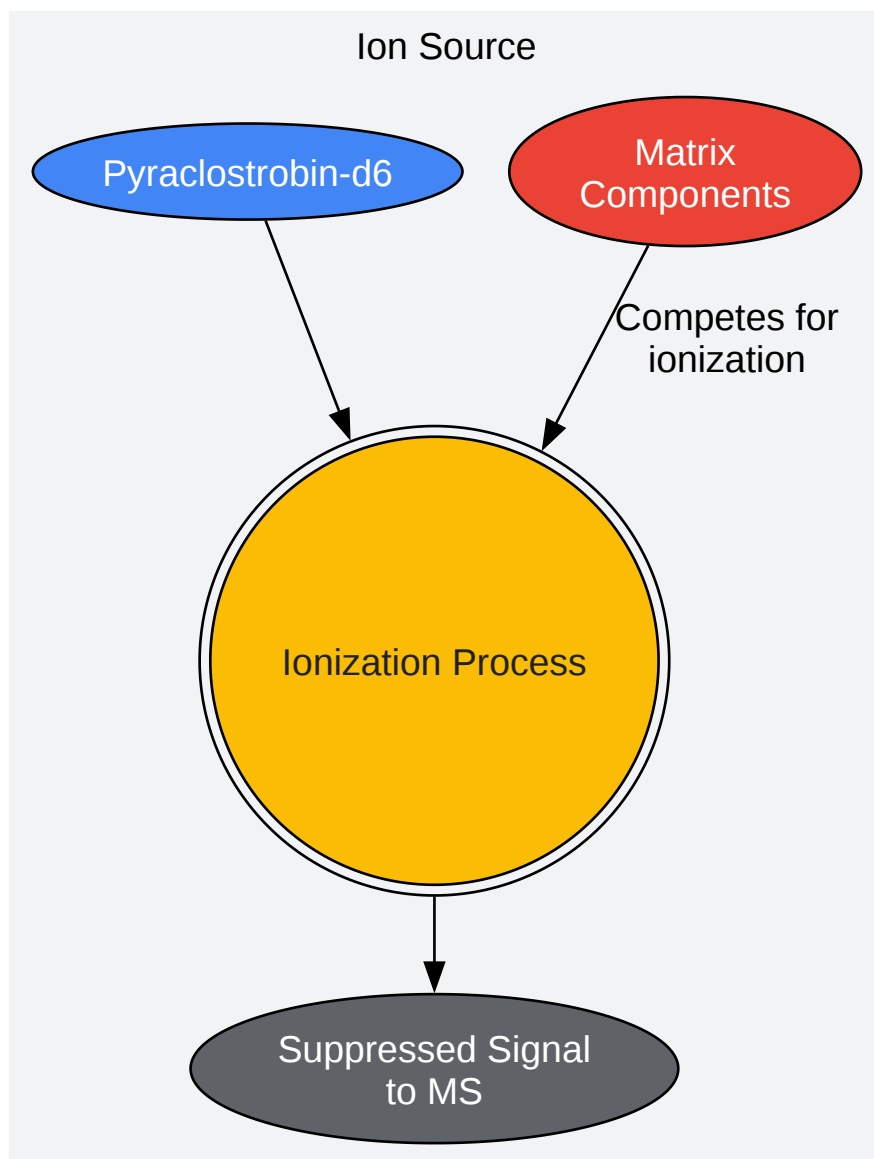 Ion Source
Pyraclostrobin-d6
Matrix
Components
Competes for
ionization
Ionization Process
Suppressed Signal
to MS